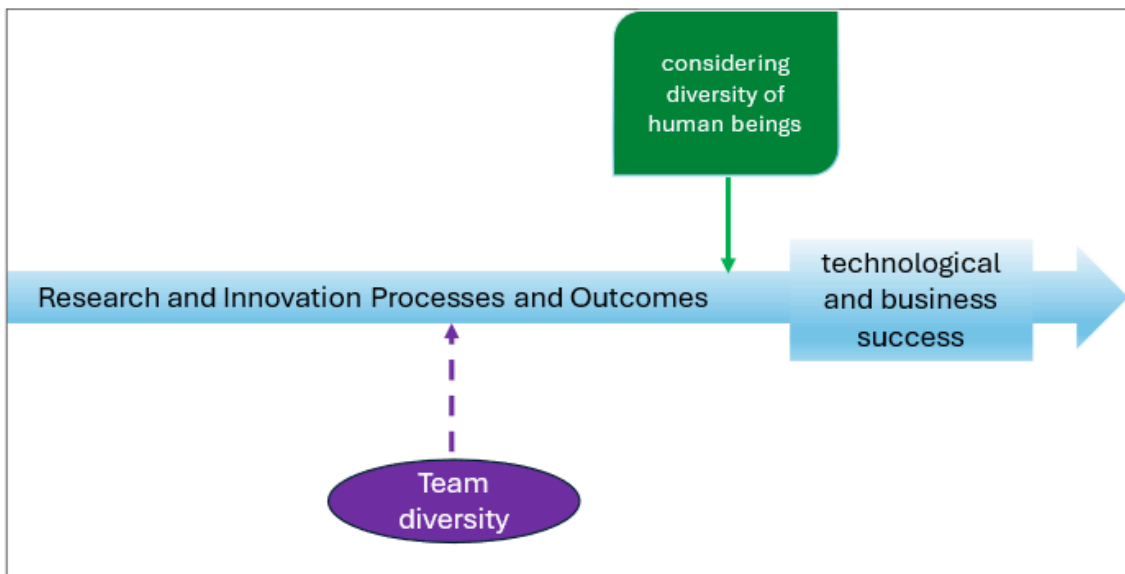 considering
diversity of
human beings
Research and Innovation Processes and Outcomes
technological
and business
success
Team
diversity